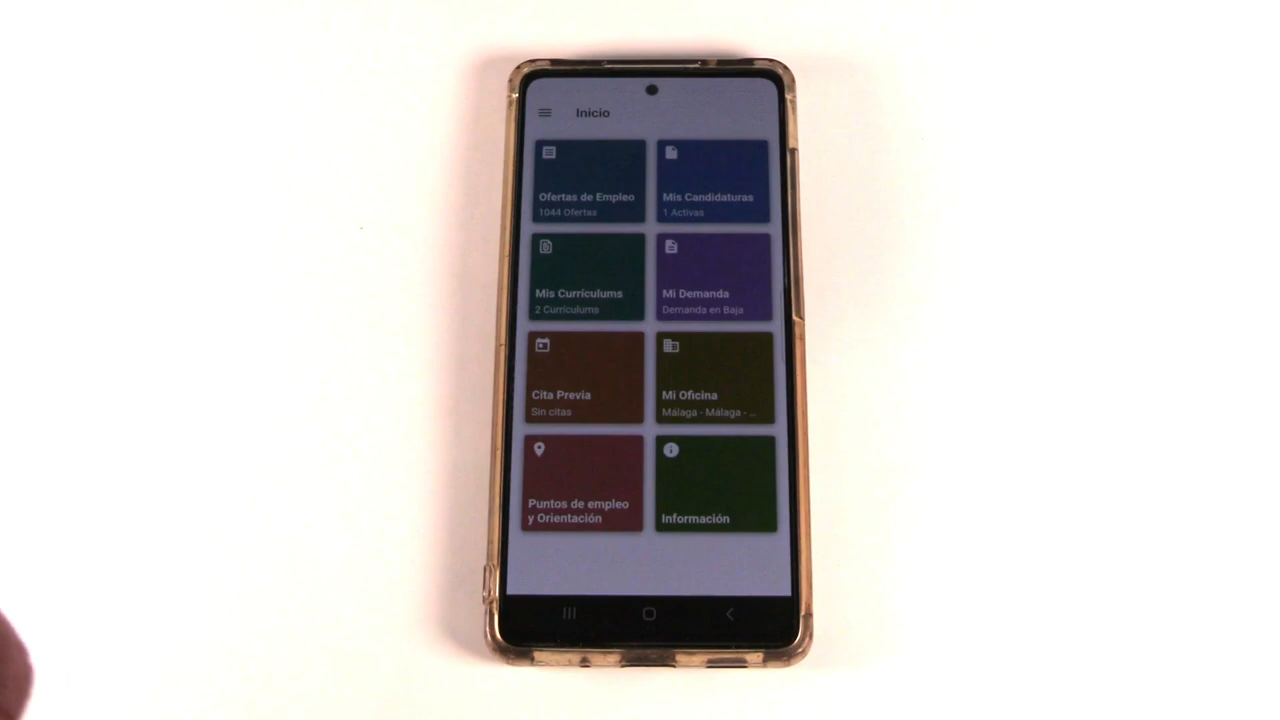 Inicio
Ofertas de Empleo
1044 Ofertas
Mis Candidaturas
1 Activas
Mis Currículums
2 Currículums
Mi Demanda
Demanda en Baja
Cita Previa
Sin citas
Mi Oficina
Málaga - Málaga - ...
Puntos de empleo
y Orientación
Información